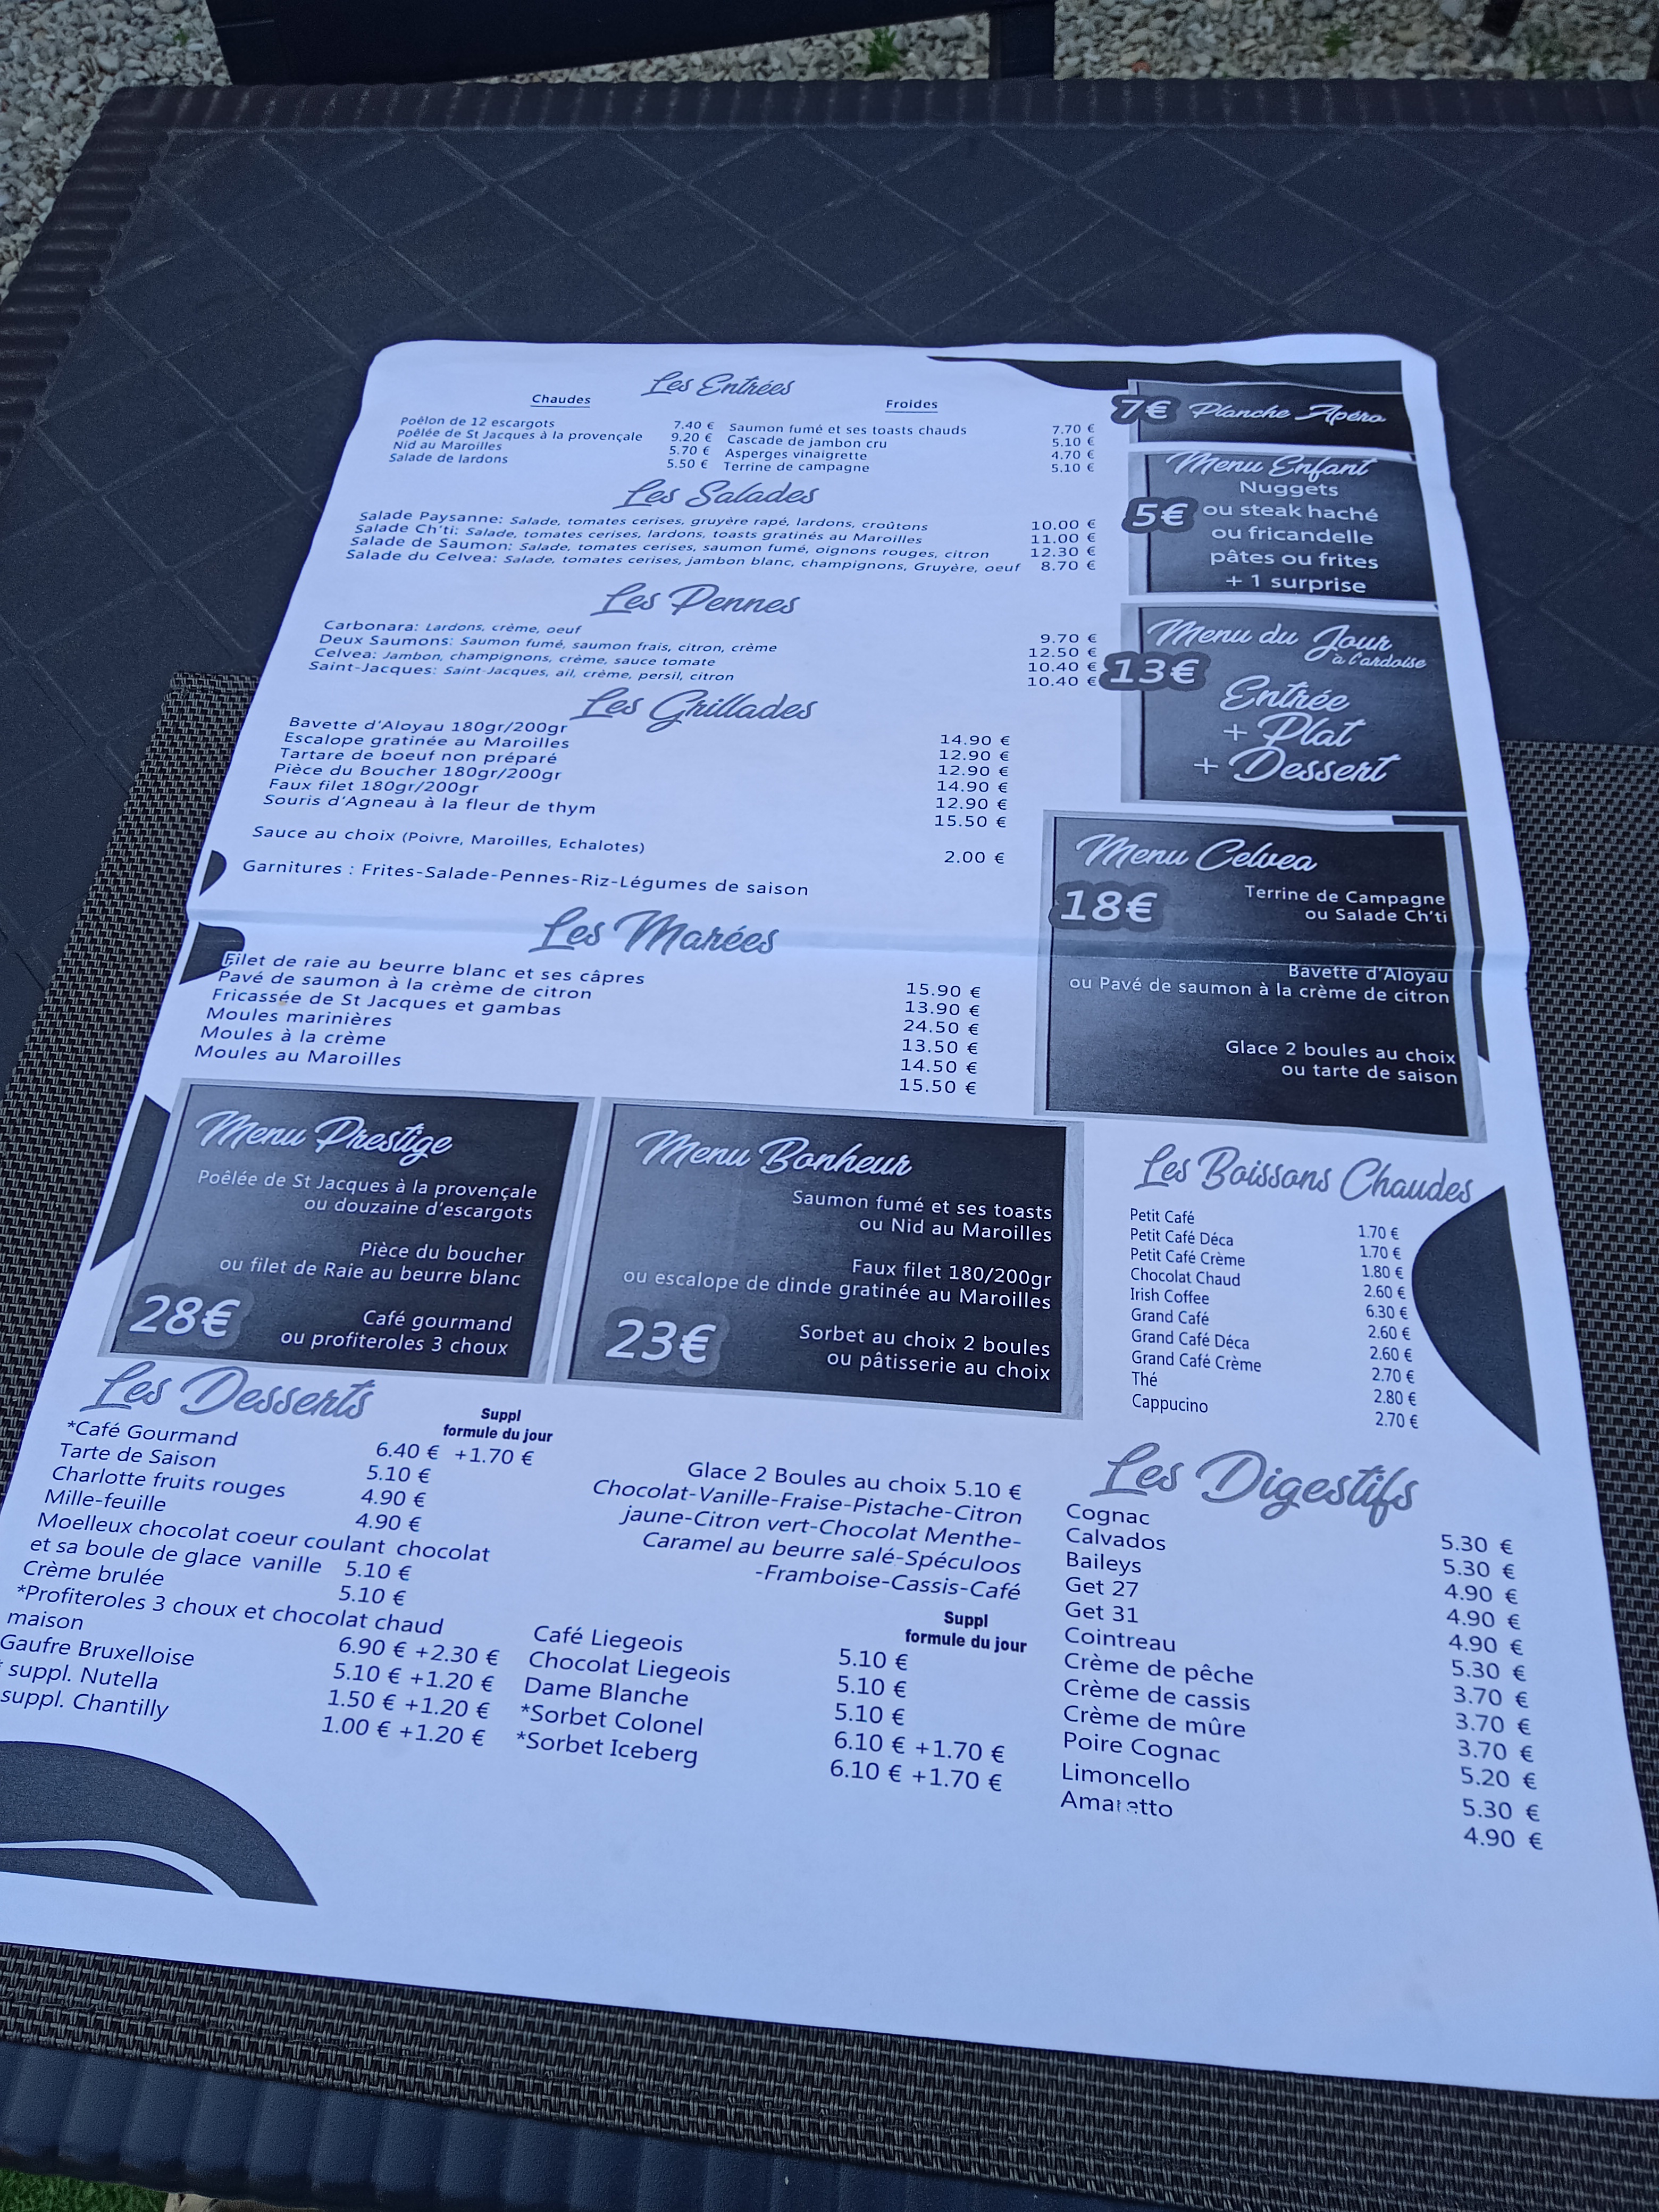 Les Entrées
Chaudes
Poêlon de 12 escargots 7.40 €
Poêlée de St Jacques à la provençale 9.20 €
Nid au Maroilles 5.70 €
Salade de lardons 5.50 €
Froides
Saumon fumé et ses toasts chauds 7.70 €
Cascade de jambon cru 5.10 €
Asperges vinaigrette 4.70 €
Terrine de campagne 5.10 €
7€ Planche Apéro
Menu Enfant
5€
Nuggets
ou steak haché
ou fricandelle
pâtes ou frites
+ 1 surprise
Les Salades
Salade Paysanne: Salade, tomates cerises, gruyère rapé, lardons, croûtons 10.00 €
Salade Ch'ti: Salade, tomates cerises, lardons, toasts gratinés au Maroilles 11.00 €
Salade de Saumon: Salade, tomates cerises, saumon fumé, oignons rouges, citron 12.30 €
Salade du Celvea: Salade, tomates cerises, jambon blanc, champignons, Gruyère, oeuf 8.70 €
Les Pennes
Carbonara: Lardons, crème, oeuf 9.70 €
Deux Saumons: Saumon fumé, saumon frais, citron, crème 12.50 €
Celvea: Jambon, champignons, crème, sauce tomate 10.40 €
Saint-Jacques: Saint-Jacques, ail, crème, persil, citron 10.40 €
Menu du Jour
à l'ardoise
13€
Entrée
+ Plat
+ Dessert
Les Grillades
Bavette d'Aloyau 180gr/200gr 14.90 €
Escalope gratinée au Maroilles 12.90 €
Tartare de boeuf non préparé 12.90 €
Pièce du Boucher 180gr/200gr 14.90 €
Faux filet 180gr/200gr 12.90 €
Souris d'Agneau à la fleur de thym 15.50 €
Sauce au choix (Poivre, Maroilles, Echalotes) 2.00 €
Garnitures : Frites-Salade-Pennes-Riz-Légumes de saison
Menu Celvea
18€
Terrine de Campagne
ou Salade Ch'ti
Bavette d'Aloyau
ou Pavé de saumon à la crème de citron
Glace 2 boules au choix
ou tarte de saison
Les Marées
Filet de raie au beurre blanc et ses câpres 15.90 €
Pavé de saumon à la crème de citron 13.90 €
Fricassée de St Jacques et gambas 24.50 €
Moules marinières 13.50 €
Moules à la crème 14.50 €
Moules au Maroilles 15.50 €
Menu Prestige
Poêlée de St Jacques à la provençale
ou douzaine d'escargots
Pièce du boucher
ou filet de Raie au beurre blanc
28€
Café gourmand
ou profiteroles 3 choux
Menu Bonheur
Saumon fumé et ses toasts
ou Nid au Maroilles
Faux filet 180/200gr
ou escalope de dinde gratinée au Maroilles
23€
Sorbet au choix 2 boules
ou pâtisserie au choix
Les Boissons Chaudes
Petit Café 1.70 €
Petit Café Déca 1.70 €
Petit Café Crème 1.80 €
Chocolat Chaud 2.60 €
Irish Coffee 6.30 €
Grand Café 2.60 €
Grand Café Déca 2.60 €
Grand Café Crème 2.70 €
Thé 2.80 €
Cappucino 2.70 €
Les Desserts
Suppl
formule du jour
*Café Gourmand 6.40 € +1.70 €
Tarte de Saison 5.10 €
Charlotte fruits rouges 4.90 €
Mille-feuille 4.90 €
Moelleux chocolat coeur coulant chocolat
et sa boule de glace vanille 5.10 €
Crème brulée 5.10 €
*Profiteroles 3 choux et chocolat chaud
maison 6.90 € +2.30 €
Gaufre Bruxelloise 5.10 € +1.20 €
* suppl. Nutella 1.50 € +1.20 €
suppl. Chantilly 1.00 € +1.20 €
Glace 2 Boules au choix 5.10 €
Chocolat-Vanille-Fraise-Pistache-Citron
jaune-Citron vert-Chocolat Menthe-
Caramel au beurre salé-Spéculoos
-Framboise-Cassis-Café
Suppl
formule du jour
Café Liegeois 5.10 €
Chocolat Liegeois 5.10 €
Dame Blanche 5.10 €
*Sorbet Colonel 6.10 € +1.70 €
*Sorbet Iceberg 6.10 € +1.70 €
Les Digestifs
Cognac 5.30 €
Calvados 5.30 €
Baileys 4.90 €
Get 27 4.90 €
Get 31 4.90 €
Cointreau 5.30 €
Crème de pêche 3.70 €
Crème de cassis 3.70 €
Crème de mûre 3.70 €
Poire Cognac 5.20 €
Limoncello 5.30 €
Amaretto 4.90 €